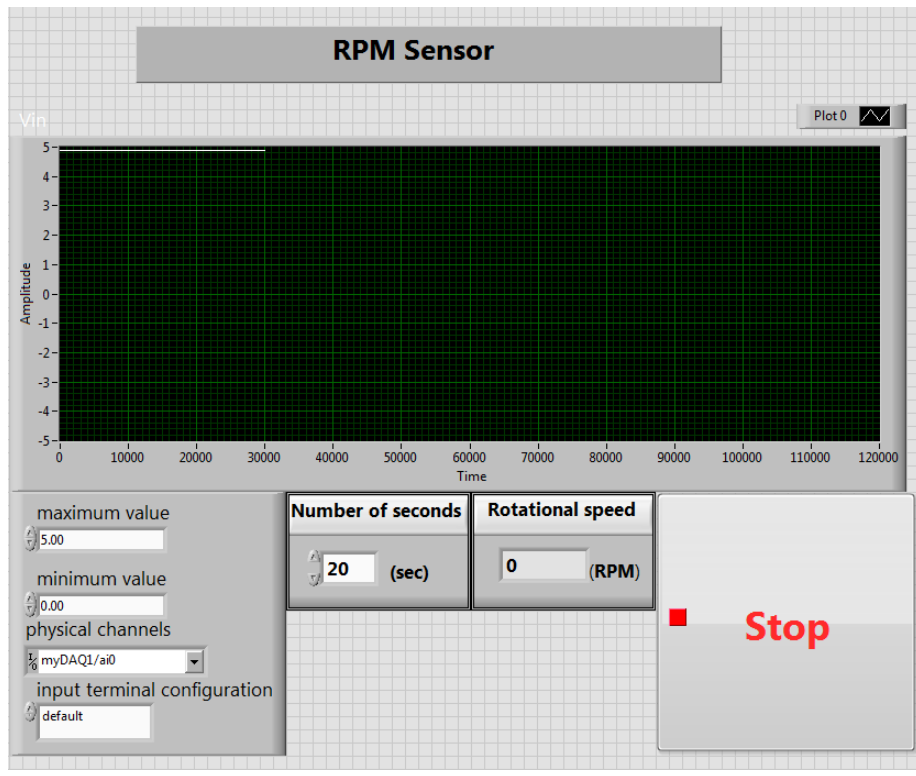 RPM Sensor
Vin
Plot 0
Amplitude
5
4
3
2
1
0
-1
-2
-3
-4
-5
0 10000 20000 30000 40000 50000 60000 70000 80000 90000 100000 110000 120000
Time
maximum value
5.00
minimum value
0.00
physical channels
I/0 myDAQ1/ai0
input terminal configuration
default
Number of seconds
20 (sec)
Rotational speed
0 (RPM)
Stop